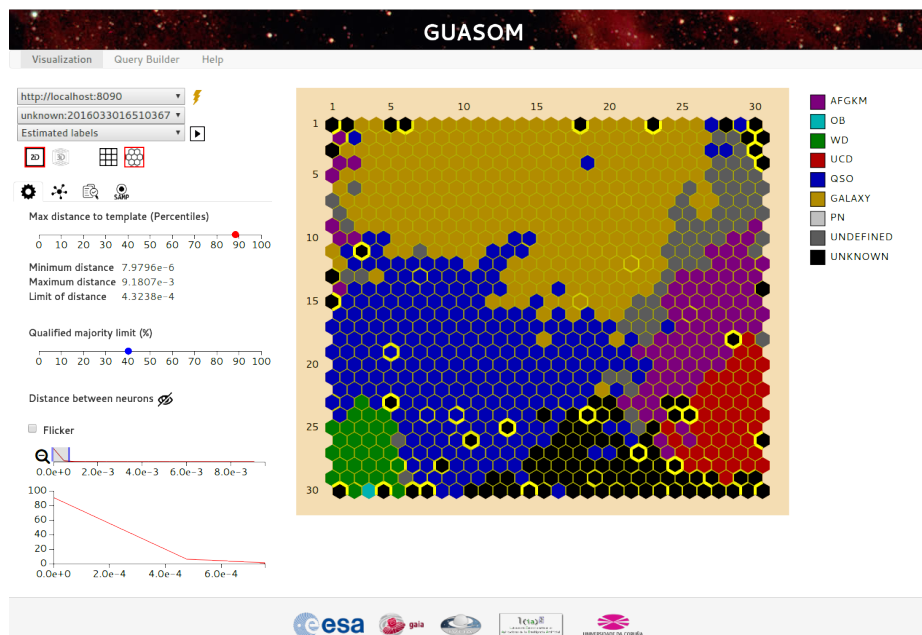 GUASOM
Visualization Query Builder Help
http://localhost:8090
unknown:2016033016510367
Estimated labels
2D 3D
SAMP
Max distance to template (Percentiles)
0 10 20 30 40 50 60 70 80 90 100
Minimum distance 7.9796e-6
Maximum distance 9.1807e-3
Limit of distance 4.3238e-4
Qualified majority limit (%)
0 10 20 30 40 50 60 70 80 90 100
Distance between neurons
Flicker
0.0e+0 2.0e-3 4.0e-3 6.0e-3 8.0e-3
100
80
60
40
20
0
0.0e+0 2.0e-4 4.0e-4 6.0e-4
1 5 10 15 20 25 30
1
5
10
15
20
25
30
AFGKM
OB
WD
UCD
QSO
GALAXY
PN
UNDEFINED
UNKNOWN
esa gaia
UNIVERSIDADE DA CORUÑA